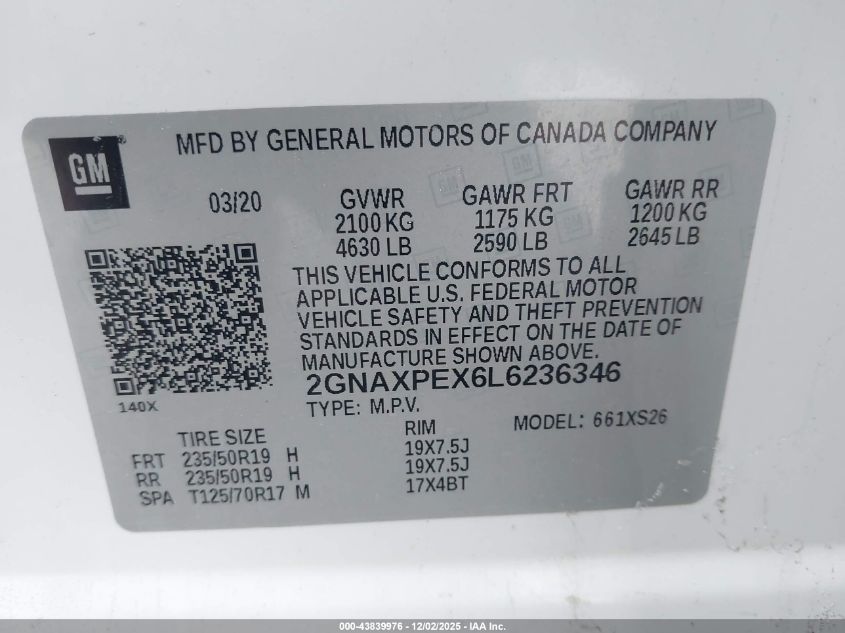 GM
MFD BY GENERAL MOTORS OF CANADA COMPANY
03/20
GVWR
2100 KG
4630 LB
GAWR FRT
1175 KG
2590 LB
GAWR RR
1200 KG
2645 LB
THIS VEHICLE CONFORMS TO ALL
APPLICABLE U.S. FEDERAL MOTOR
VEHICLE SAFETY AND THEFT PREVENTION
STANDARDS IN EFFECT ON THE DATE OF
MANUFACTURE SHOWN ABOVE.
2GNAXPEX6L6236346
140X
TYPE: M.P.V.
MODEL: 661XS26
TIRE SIZE RIM
FRT 235/50R19 H 19X7.5J
RR 235/50R19 H 19X7.5J
SPA T125/70R17 M 17X4BT
000-43839976 - 12/02/2025 - IAA Inc.